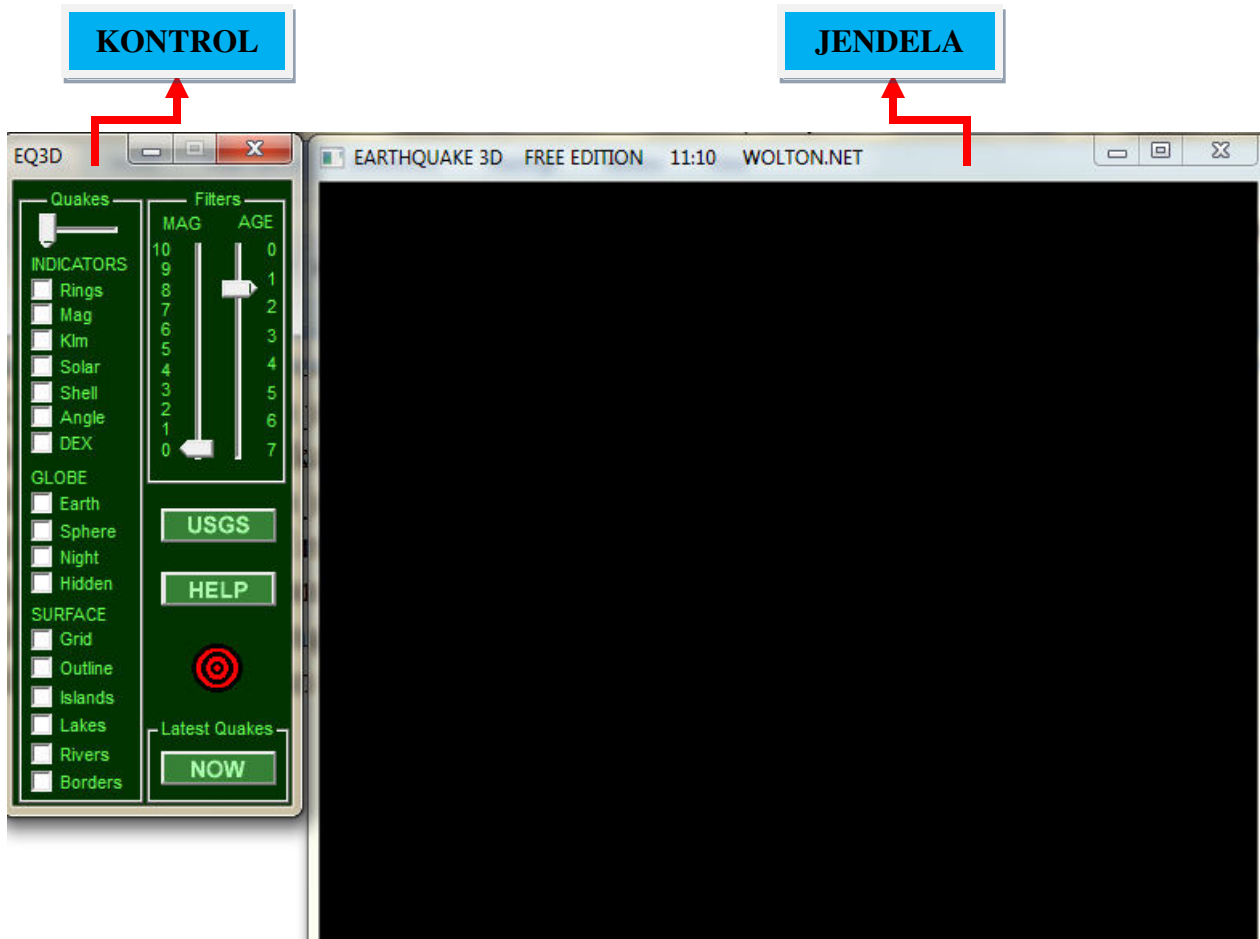 KONTROL
JENDELA
EQ3D
EARTHQUAKE 3D FREE EDITION 11:10 WOLTON.NET
Quakes
INDICATORS
Rings
Mag
Klm
Solar
Shell
Angle
DEX
GLOBE
Earth
Sphere
Night
Hidden
SURFACE
Grid
Outline
Islands
Lakes
Rivers
Borders
Filters
MAG AGE
10
9
8
7
6
5
4
3
2
1
0
0
1
2
3
4
5
6
7
USGS
HELP
Latest Quakes
NOW